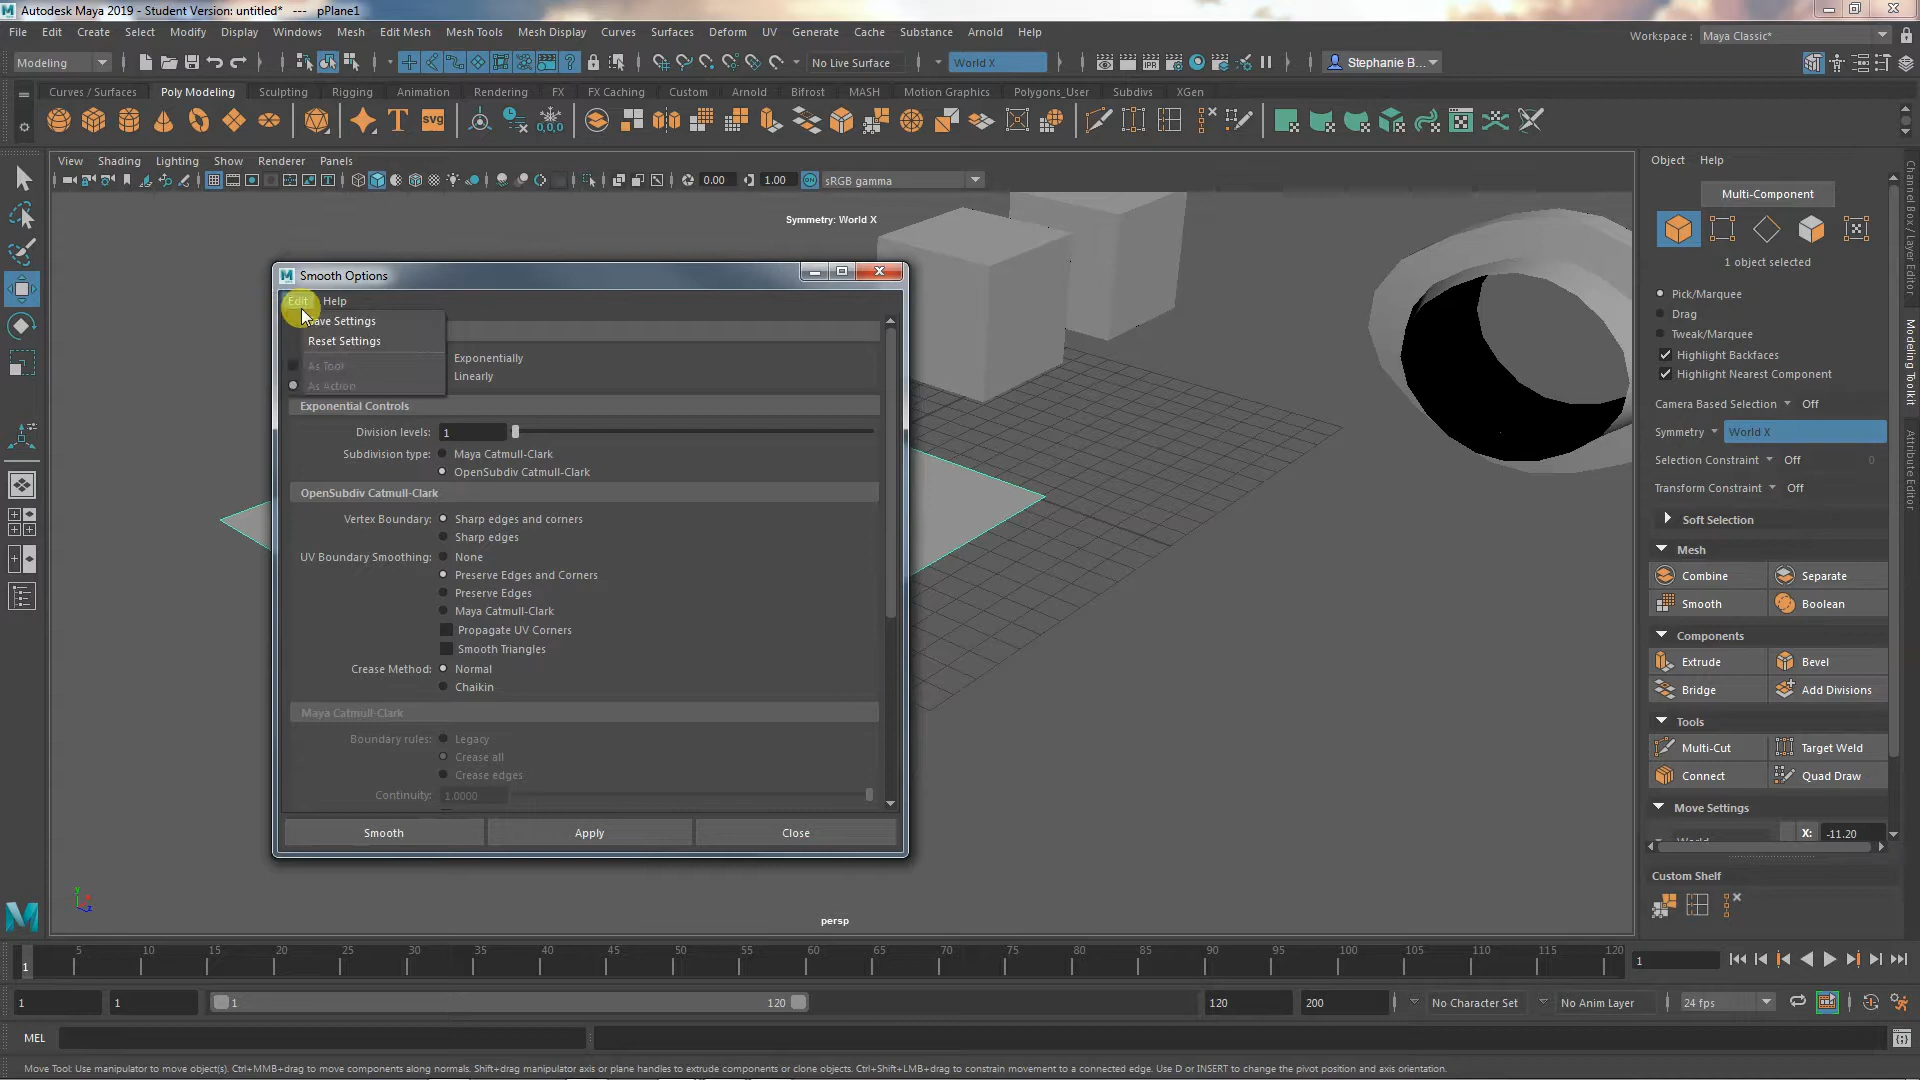 Autodesk Maya 2019 - Student Version: untitled* --- pPlane1
File Edit Create Select Modify Display Windows Mesh Edit Mesh Mesh Tools Mesh Display Curves Surfaces Deform UV Generate Cache Substance Arnold Help
Workspace : Maya Classic*
Modeling No Live Surface World X Stephanie B...
Curves / Surfaces Poly Modeling Sculpting Rigging Animation Rendering FX FX Caching Custom Arnold Bifrost MASH Motion Graphics Polygons_User Subdivs XGen
View Shading Lighting Show Renderer Panels
0.00 1.00 sRGB gamma
Symmetry: World X
Smooth Options
Edit Help
Save Settings
Reset Settings
As Tool
As Action
Exponentially
Linearly
Exponential Controls
Division levels: 1
Subdivision type: Maya Catmull-Clark
OpenSubdiv Catmull-Clark
OpenSubdiv Catmull-Clark
Vertex Boundary: Sharp edges and corners
Sharp edges
UV Boundary Smoothing: None
Preserve Edges and Corners
Preserve Edges
Maya Catmull-Clark
Propagate UV Corners
Smooth Triangles
Crease Method: Normal
Chaikin
Maya Catmull-Clark
Boundary rules: Legacy
Crease all
Crease edges
Continuity: 1.0000
Smooth Apply Close
persp
Object Help
Multi-Component
1 object selected
Pick/Marquee
Drag
Tweak/Marquee
Highlight Backfaces
Highlight Nearest Component
Camera Based Selection Off
Symmetry World X
Selection Constraint Off 0
Transform Constraint Off
Soft Selection
Mesh
Combine Separate
Smooth Boolean
Components
Extrude Bevel
Bridge Add Divisions
Tools
Multi-Cut Target Weld
Connect Quad Draw
Move Settings
X: -11.20
Custom Shelf
Channel Box / Layer Editor
Modeling Toolkit
Attribute Editor
1 5 10 15 20 25 30 35 40 45 50 55 60 65 70 75 80 85 90 95 100 105 110 115 120 1
1 1 1 120 120 200 No Character Set No Anim Layer 24 fps
MEL
Move Tool: Use manipulator to move object(s). Ctrl+MMB+drag to move components along normals. Shift+drag manipulator axis or plane handles to extrude components or clone objects. Ctrl+Shift+LMB+drag to constrain movement to a connected edge. Use D or INSERT to change the pivot position and axis orientation.